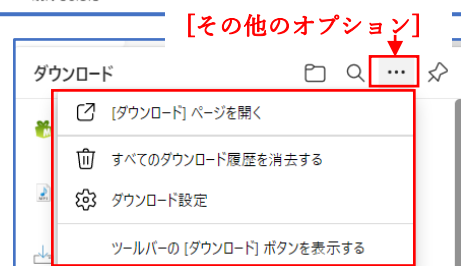 [その他のオプション]
ダウンロード
[ダウンロード] ページを開く
すべてのダウンロード履歴を消去する
ダウンロード設定
ツールバーの [ダウンロード] ボタンを表示する